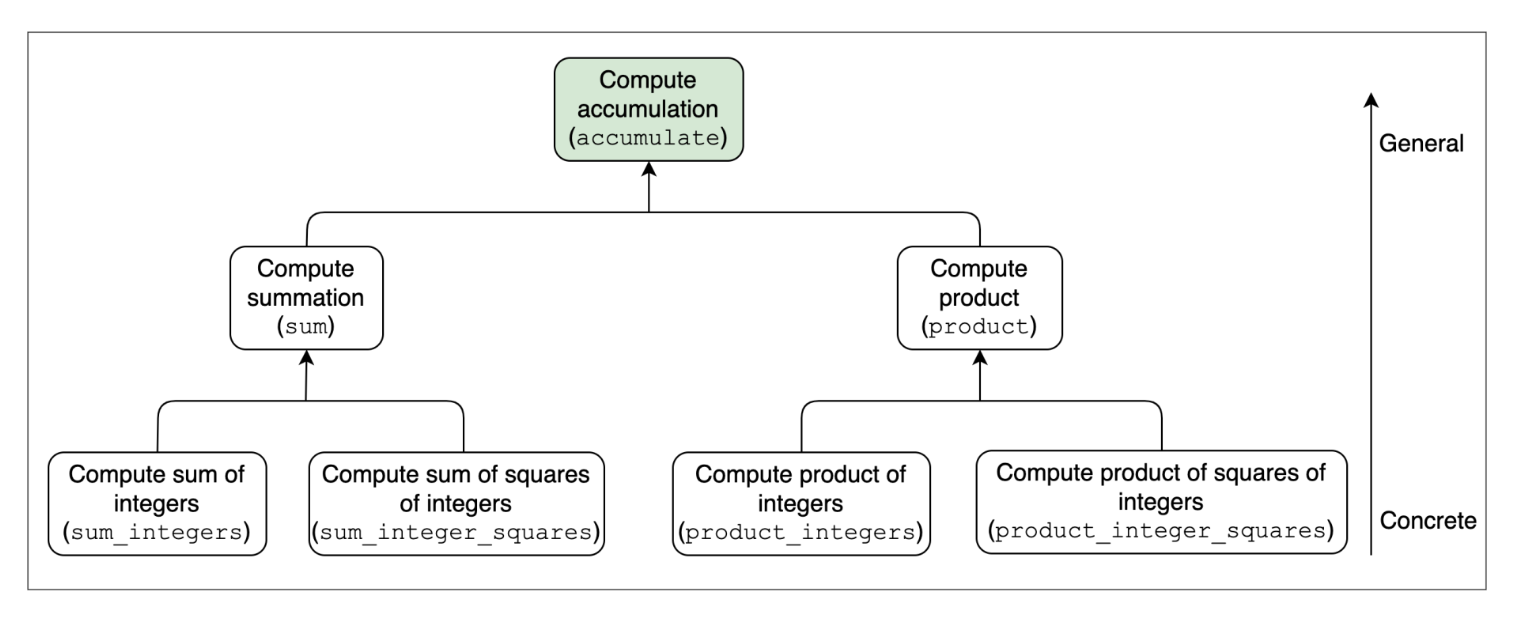 Compute
accumulation
(accumulate)
General
Compute
summation
(sum)
Compute
product
(product)
Compute sum of
integers
(sum_integers)
Compute sum of squares
of integers
(sum_integer_squares)
Compute product of
integers
(product_integers)
Compute product of squares of
integers
(product_integer_squares)
Concrete